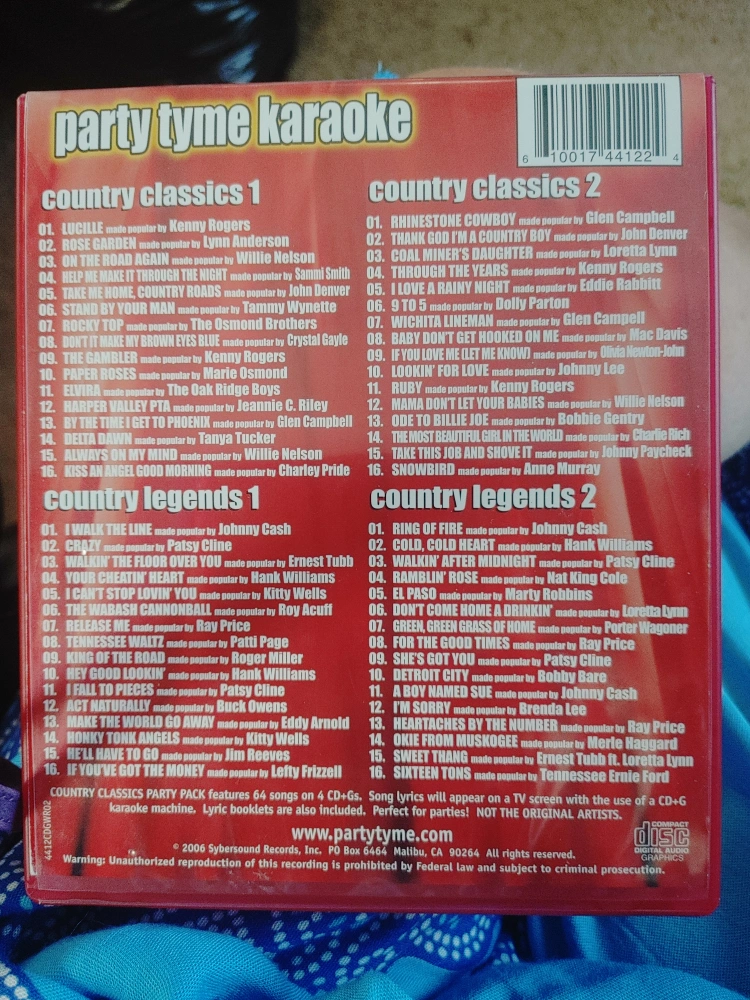 party tyme karaoke
6 10017 44122 4
country classics 1
01. LUCILLE made popular by Kenny Rogers
02. ROSE GARDEN made popular by Lynn Anderson
03. ON THE ROAD AGAIN made popular by Willie Nelson
04. HELP ME MAKE IT THROUGH THE NIGHT made popular by Sammi Smith
05. TAKE ME HOME, COUNTRY ROADS made popular by John Denver
06. STAND BY YOUR MAN made popular by Tammy Wynette
07. ROCKY TOP made popular by The Osmond Brothers
08. DON'T IT MAKE MY BROWN EYES BLUE made popular by Crystal Gayle
09. THE GAMBLER made popular by Kenny Rogers
10. PAPER ROSES made popular by Marie Osmond
11. ELVIRA made popular by The Oak Ridge Boys
12. HARPER VALLEY PTA made popular by Jeannie C. Riley
13. BY THE TIME I GET TO PHOENIX made popular by Glen Campbell
14. DELTA DAWN made popular by Tanya Tucker
15. ALWAYS ON MY MIND made popular by Willie Nelson
16. KISS AN ANGEL GOOD MORNING made popular by Charley Pride
country classics 2
01. RHINESTONE COWBOY made popular by Glen Campbell
02. THANK GOD I'M A COUNTRY BOY made popular by John Denver
03. COAL MINER'S DAUGHTER made popular by Loretta Lynn
04. THROUGH THE YEARS made popular by Kenny Rogers
05. I LOVE A RAINY NIGHT made popular by Eddie Rabbitt
06. 9 TO 5 made popular by Dolly Parton
07. WICHITA LINEMAN made popular by Glen Campell
08. BABY DON'T GET HOOKED ON ME made popular by Mac Davis
09. IF YOU LOVE ME (LET ME KNOW) made popular by Olivia Newton-John
10. LOOKIN' FOR LOVE made popular by Johnny Lee
11. RUBY made popular by Kenny Rogers
12. MAMA DON'T LET YOUR BABIES made popular by Willie Nelson
13. ODE TO BILLIE JOE made popular by Bobbie Gentry
14. THE MOST BEAUTIFUL GIRL IN THE WORLD made popular by Charlie Rich
15. TAKE THIS JOB AND SHOVE IT made popular by Johnny Paycheck
16. SNOWBIRD made popular by Anne Murray
country legends 1
01. I WALK THE LINE made popular by Johnny Cash
02. CRAZY made popular by Patsy Cline
03. WALKIN' THE FLOOR OVER YOU made popular by Ernest Tubb
04. YOUR CHEATIN' HEART made popular by Hank Williams
05. I CAN'T STOP LOVIN' YOU made popular by Kitty Wells
06. THE WABASH CANNONBALL made popular by Roy Acuff
07. RELEASE ME made popular by Ray Price
08. TENNESSEE WALTZ made popular by Patti Page
09. KING OF THE ROAD made popular by Roger Miller
10. HEY GOOD LOOKIN' made popular by Hank Williams
11. I FALL TO PIECES made popular by Patsy Cline
12. ACT NATURALLY made popular by Buck Owens
13. MAKE THE WORLD GO AWAY made popular by Eddy Arnold
14. HONKY TONK ANGELS made popular by Kitty Wells
15. HE'LL HAVE TO GO made popular by Jim Reeves
16. IF YOU'VE GOT THE MONEY made popular by Lefty Frizzell
country legends 2
01. RING OF FIRE made popular by Johnny Cash
02. COLD, COLD HEART made popular by Hank Williams
03. WALKIN' AFTER MIDNIGHT made popular by Patsy Cline
04. RAMBLIN' ROSE made popular by Nat King Cole
05. EL PASO made popular by Marty Robbins
06. DON'T COME HOME A DRINKIN' made popular by Loretta Lynn
07. GREEN, GREEN GRASS OF HOME made popular by Porter Wagoner
08. FOR THE GOOD TIMES made popular by Ray Price
09. SHE'S GOT YOU made popular by Patsy Cline
10. DETROIT CITY made popular by Bobby Bare
11. A BOY NAMED SUE made popular by Johnny Cash
12. I'M SORRY made popular by Brenda Lee
13. HEARTACHES BY THE NUMBER made popular by Ray Price
14. OKIE FROM MUSKOGEE made popular by Merle Haggard
15. SWEET THANG made popular by Ernest Tubb ft. Loretta Lynn
16. SIXTEEN TONS made popular by Tennessee Ernie Ford
COUNTRY CLASSICS PARTY PACK features 64 songs on 4 CD+Gs. Song lyrics will appear on a TV screen with the use of a CD+G
karaoke machine. Lyric booklets are also included. Perfect for parties! NOT THE ORIGINAL ARTISTS.
www.partytyme.com
© 2006 Sybersound Records, Inc. PO Box 6464 Malibu, CA 90264 All rights reserved.
Warning: Unauthorized reproduction of this recording is prohibited by Federal law and subject to criminal prosecution.
4412CDGWR02
COMPACT
disc
DIGITAL AUDIO
GRAPHICS